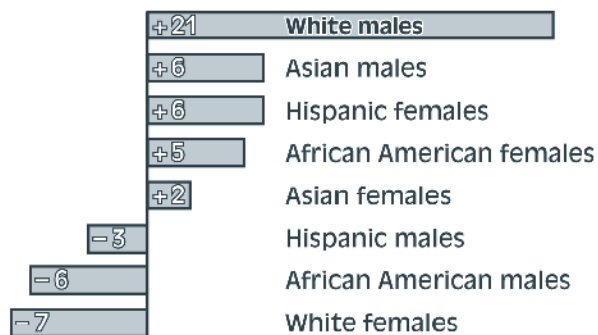 +21 White males
+6 Asian males
+6 Hispanic females
+5 African American females
+2 Asian females
−3 Hispanic males
−6 African American males
−7 White females